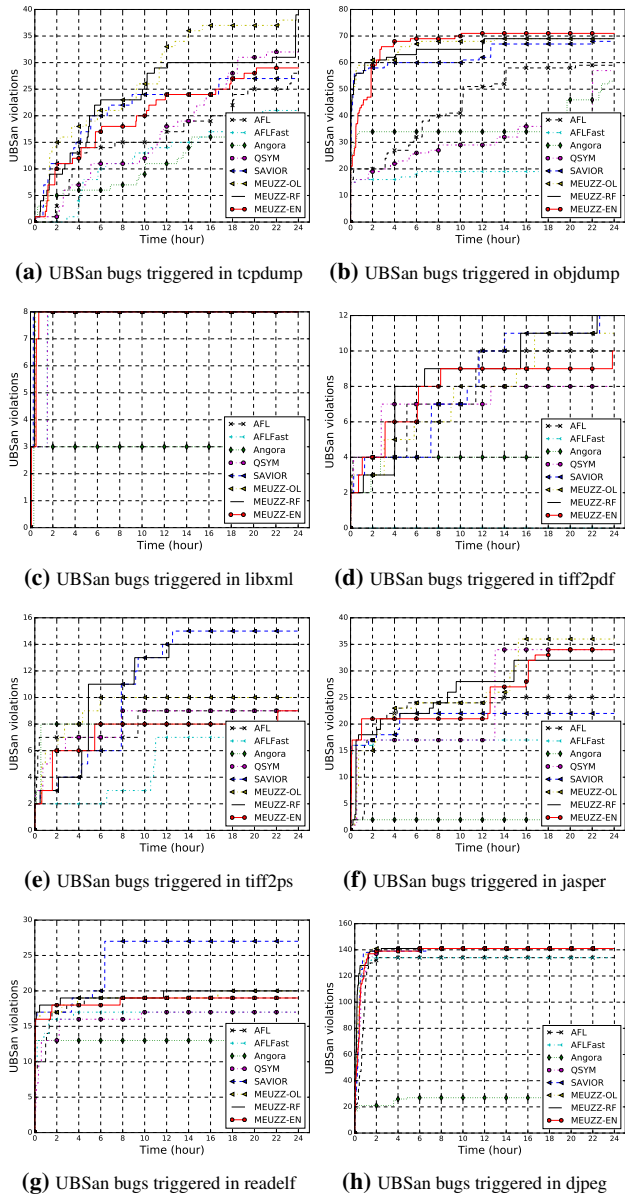 40
35
30
25
20
15
10
5
0
UBSan violations
0 2 4 6 8 10 12 14 16 18 20 22 24
Time (hour)
AFL
AFLFast
Angora
QSYM
SAVIOR
MEUZZ-OL
MEUZZ-RF
MEUZZ-EN
(a) UBSan bugs triggered in tcpdump
80
70
60
50
40
30
20
10
0
UBSan violations
0 2 4 6 8 10 12 14 16 18 20 22 24
Time (hour)
AFL
AFLFast
Angora
QSYM
SAVIOR
MEUZZ-OL
MEUZZ-RF
MEUZZ-EN
(b) UBSan bugs triggered in objdump
8
7
6
5
4
3
2
1
0
UBSan violations
0 2 4 6 8 10 12 14 16 18 20 22 24
Time (hour)
AFL
AFLFast
Angora
QSYM
SAVIOR
MEUZZ-OL
MEUZZ-RF
MEUZZ-EN
(c) UBSan bugs triggered in libxml
12
10
8
6
4
2
0
UBSan violations
0 2 4 6 8 10 12 14 16 18 20 22 24
Time (hour)
AFL
AFLFast
Angora
QSYM
SAVIOR
MEUZZ-OL
MEUZZ-RF
MEUZZ-EN
(d) UBSan bugs triggered in tiff2pdf
16
14
12
10
8
6
4
2
0
UBSan violations
0 2 4 6 8 10 12 14 16 18 20 22 24
Time (hour)
AFL
AFLFast
Angora
QSYM
SAVIOR
MEUZZ-OL
MEUZZ-RF
MEUZZ-EN
(e) UBSan bugs triggered in tiff2ps
40
35
30
25
20
15
10
5
0
UBSan violations
0 2 4 6 8 10 12 14 16 18 20 22 24
Time (hour)
AFL
AFLFast
Angora
QSYM
SAVIOR
MEUZZ-OL
MEUZZ-RF
MEUZZ-EN
(f) UBSan bugs triggered in jasper
30
25
20
15
10
5
0
UBSan violations
0 2 4 6 8 10 12 14 16 18 20 22 24
Time (hour)
AFL
AFLFast
Angora
QSYM
SAVIOR
MEUZZ-OL
MEUZZ-RF
MEUZZ-EN
(g) UBSan bugs triggered in readelf
160
140
120
100
80
60
40
20
0
UBSan violations
0 2 4 6 8 10 12 14 16 18 20 22 24
Time (hour)
AFL
AFLFast
Angora
QSYM
SAVIOR
MEUZZ-OL
MEUZZ-RF
MEUZZ-EN
(h) UBSan bugs triggered in djpeg